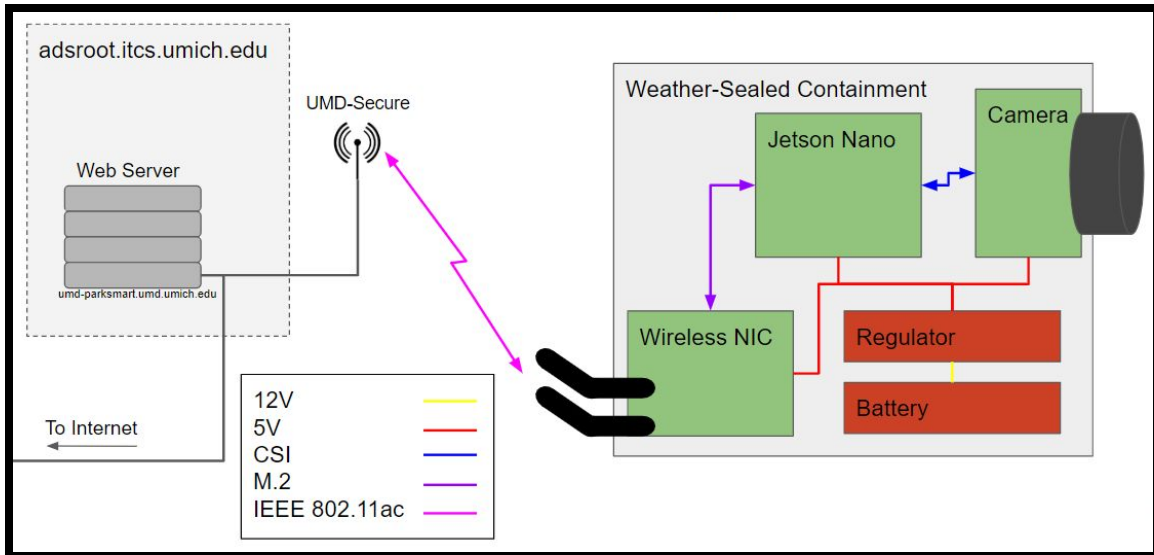 adsroot.itcs.umich.edu
UMD-Secure
Web Server
umd-parksmart.umd.umich.edu
To Internet
12V
5V
CSI
M.2
IEEE 802.11ac
Weather-Sealed Containment
Camera
Jetson Nano
Wireless NIC
Regulator
Battery